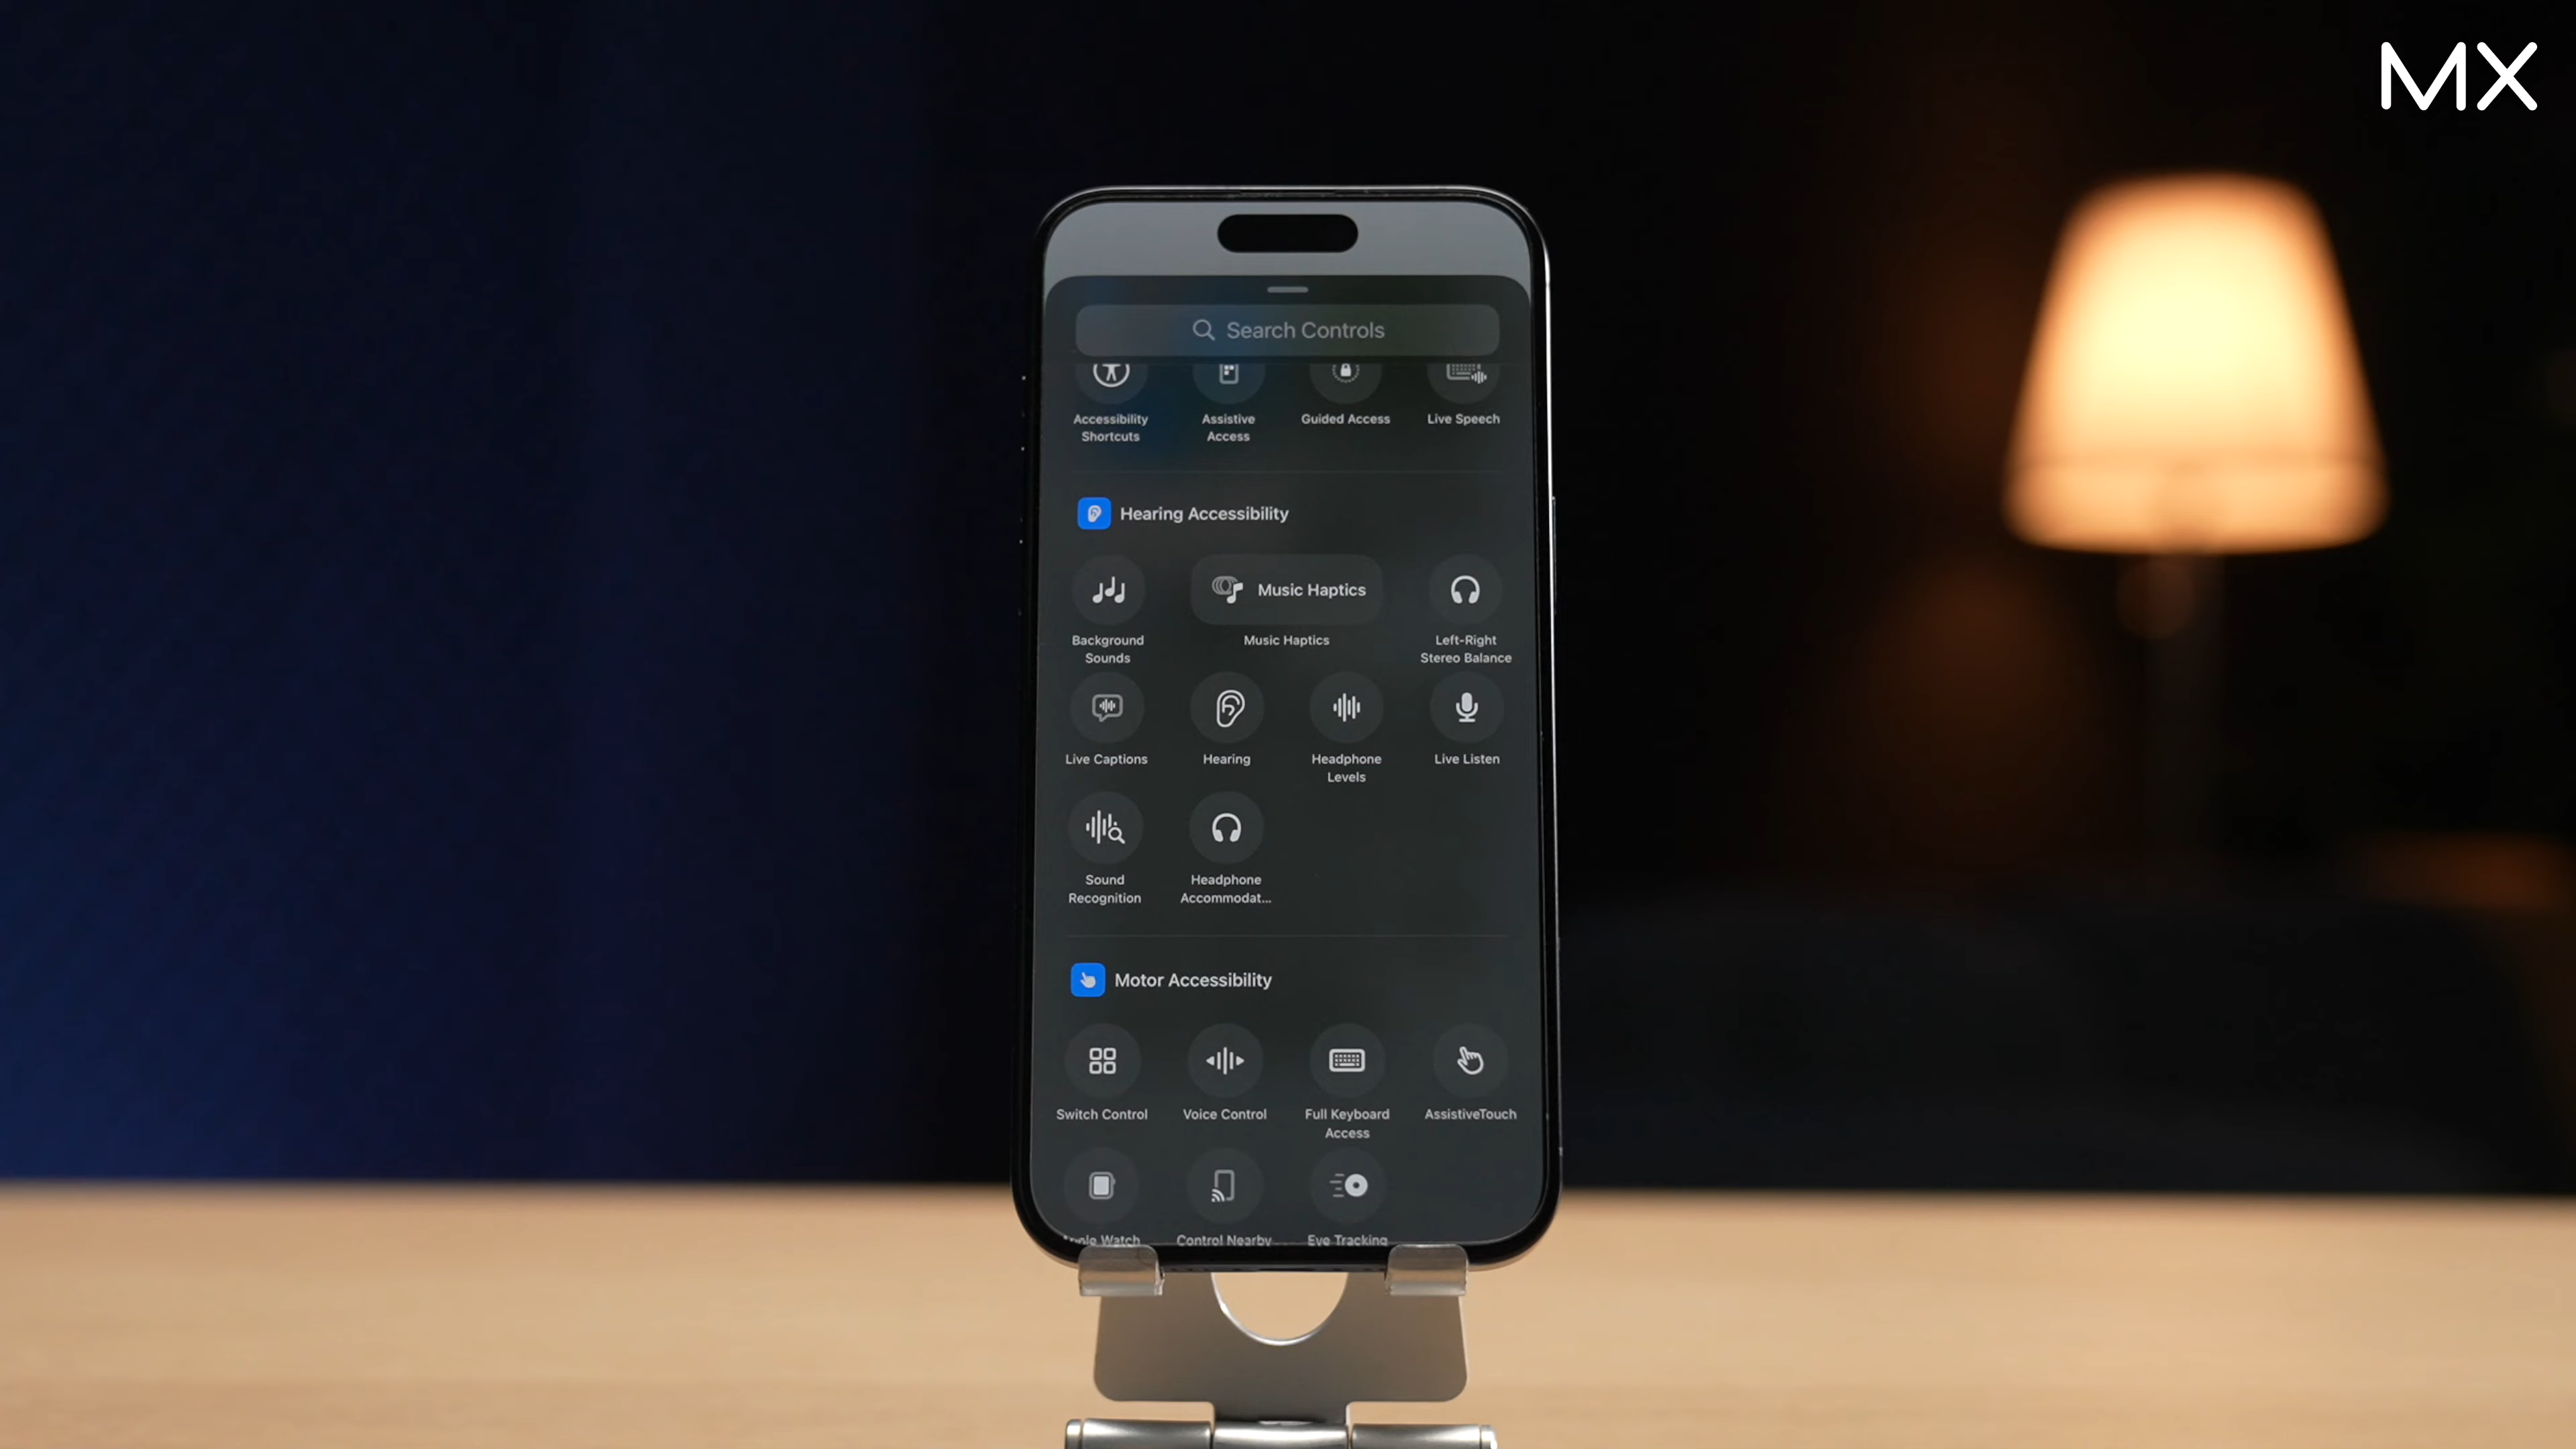 MX
Search Controls
Accessibility
Shortcuts
Assistive
Access
Guided Access
Live Speech
Hearing Accessibility
Background
Sounds
Music Haptics
Music Haptics
Left-Right
Stereo Balance
Live Captions
Hearing
Headphone
Levels
Live Listen
Sound
Recognition
Headphone
Accommodat...
Motor Accessibility
Switch Control
Voice Control
Full Keyboard
Access
AssistiveTouch
Watch
Control Nearby
Eye Tracking